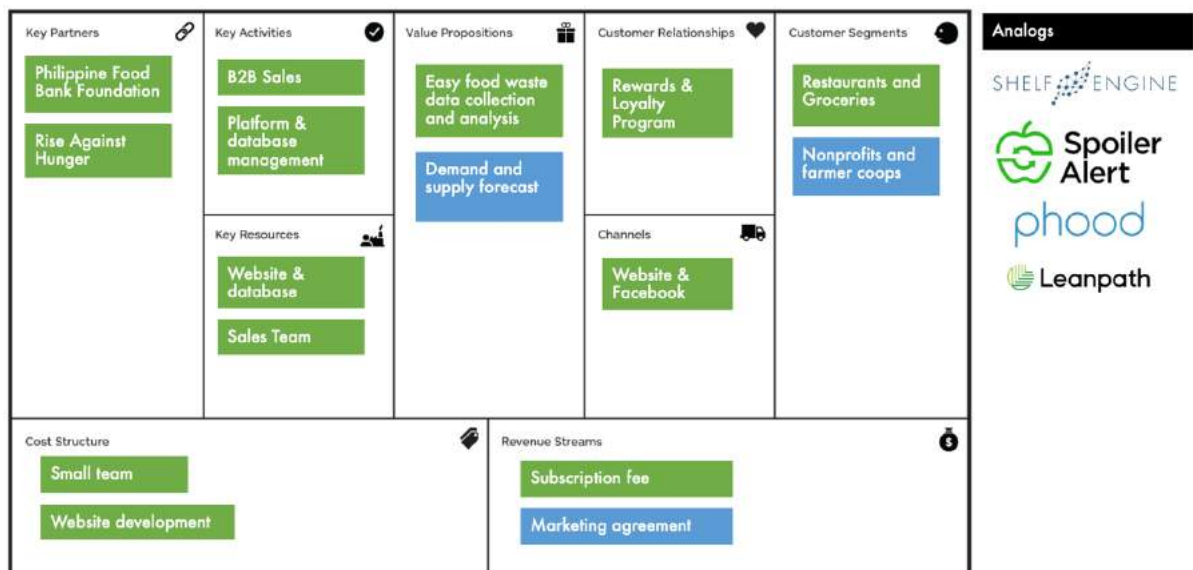 Key Partners
Philippine Food
Bank Foundation
Rise Against
Hunger
Key Activities
B2B Sales
Platform &
database
management
Key Resources
Website &
database
Sales Team
Value Propositions
Easy food waste
data collection
and analysis
Demand and
supply forecast
Customer Relationships
Rewards &
Loyalty
Program
Channels
Website &
Facebook
Customer Segments
Restaurants and
Groceries
Nonprofits and
farmer coops
Cost Structure
Small team
Website development
Revenue Streams
$
Subscription fee
Marketing agreement
Analogs
SHELF ENGINE
Spoiler
Alert
phood
Leanpath